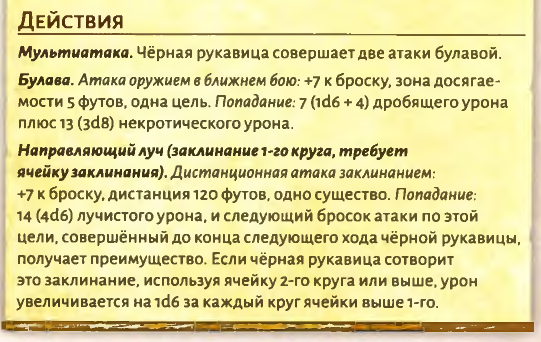 Действия
Мультиатака. Чёрная рукавица совершает две атаки булавой.
Булава. Атака оружием в ближнем бою: +7 к броску, зона досягае-
мости 5 футов, одна цель. Попадание: 7 (1d6 + 4) дробящего урона
плюс 13 (3d8) некротического урона.
Направляющий луч (заклинание 1-го круга, требует
ячейку заклинания). Дистанционная атака заклинанием:
+7 к броску, дистанция 120 футов, одно существо. Попадание:
14 (4d6) лучистого урона, и следующий бросок атаки по этой
цели, совершённый до конца следующего хода чёрной рукавицы,
получает преимущество. Если чёрная рукавица сотворит
это заклинание, используя ячейку 2-го круга или выше, урон
увеличивается на 1d6 за каждый круг ячейки выше 1-го.